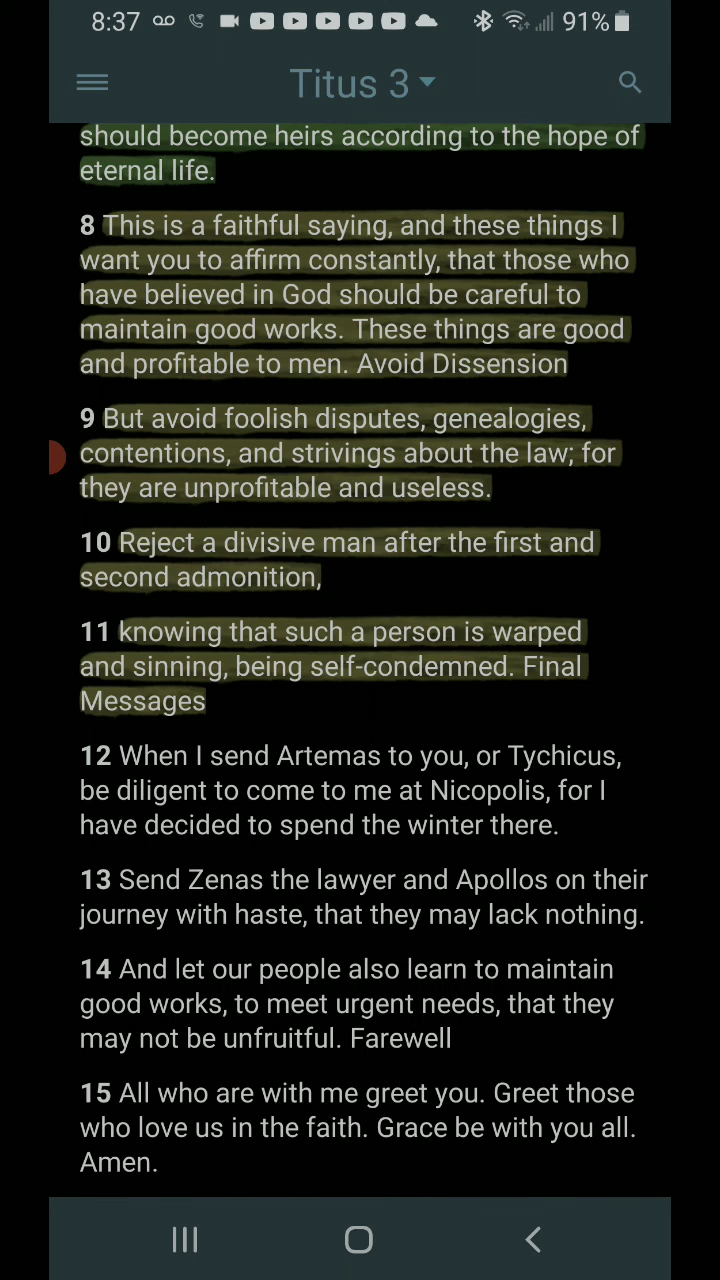 8:37 91%
Titus 3
should become heirs according to the hope of
eternal life.
8 This is a faithful saying, and these things I
want you to affirm constantly, that those who
have believed in God should be careful to
maintain good works. These things are good
and profitable to men. Avoid Dissension
9 But avoid foolish disputes, genealogies,
contentions, and strivings about the law; for
they are unprofitable and useless.
10 Reject a divisive man after the first and
second admonition,
11 knowing that such a person is warped
and sinning, being self-condemned. Final
Messages
12 When I send Artemas to you, or Tychicus,
be diligent to come to me at Nicopolis, for I
have decided to spend the winter there.
13 Send Zenas the lawyer and Apollos on their
journey with haste, that they may lack nothing.
14 And let our people also learn to maintain
good works, to meet urgent needs, that they
may not be unfruitful. Farewell
15 All who are with me greet you. Greet those
who love us in the faith. Grace be with you all.
Amen.